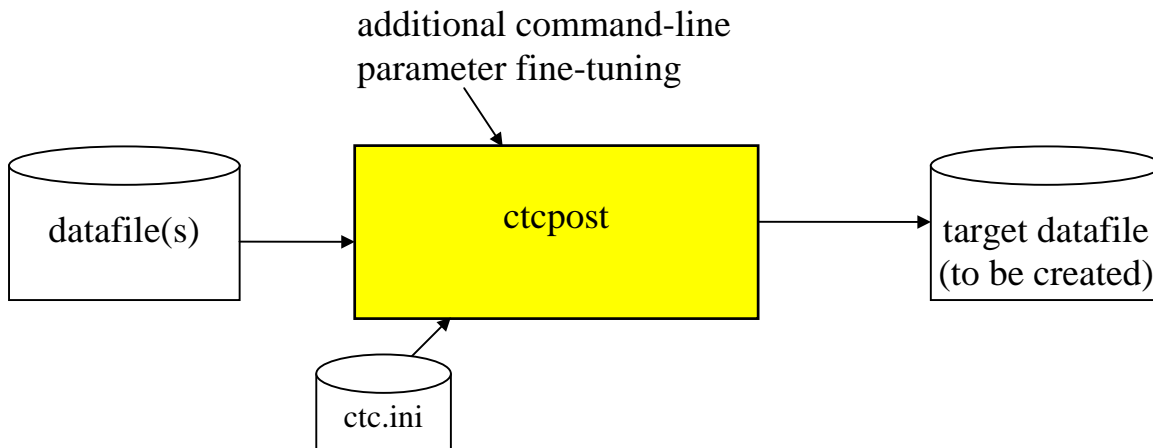 additional command-line
parameter fine-tuning
datafile(s)
ctcpost
target datafile
(to be created)
ctc.ini